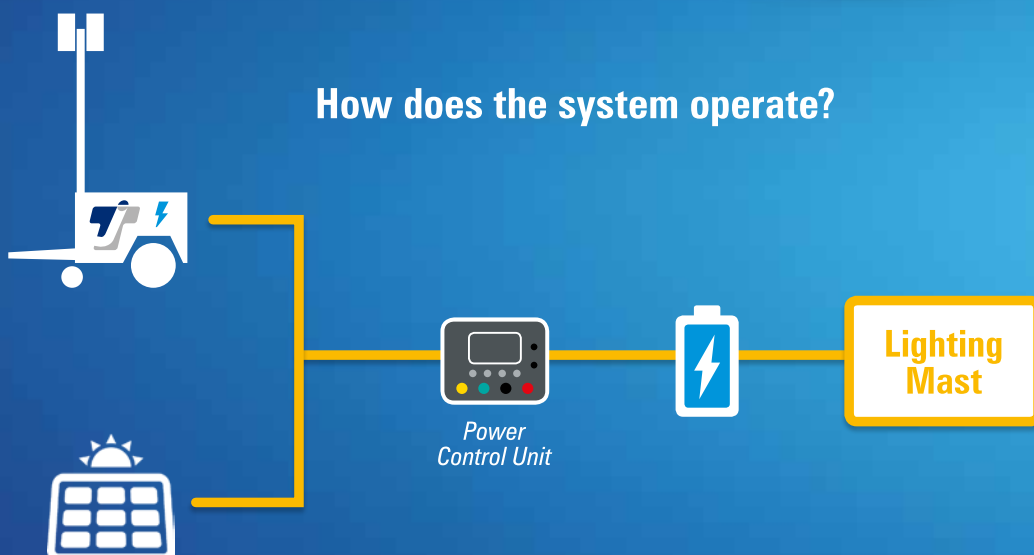 How does the system operate?
Power
Control Unit
Lighting
Mast